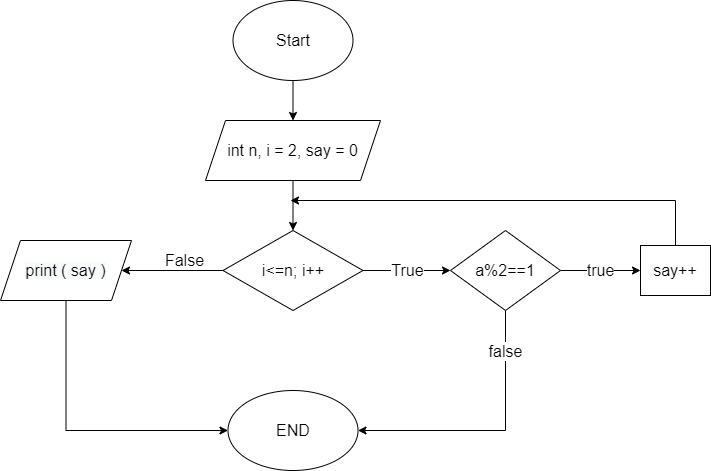 Start
int n, i = 2, say = 0
i<=n; i++
False
print ( say )
True
a%2==1
true
say++
false
END